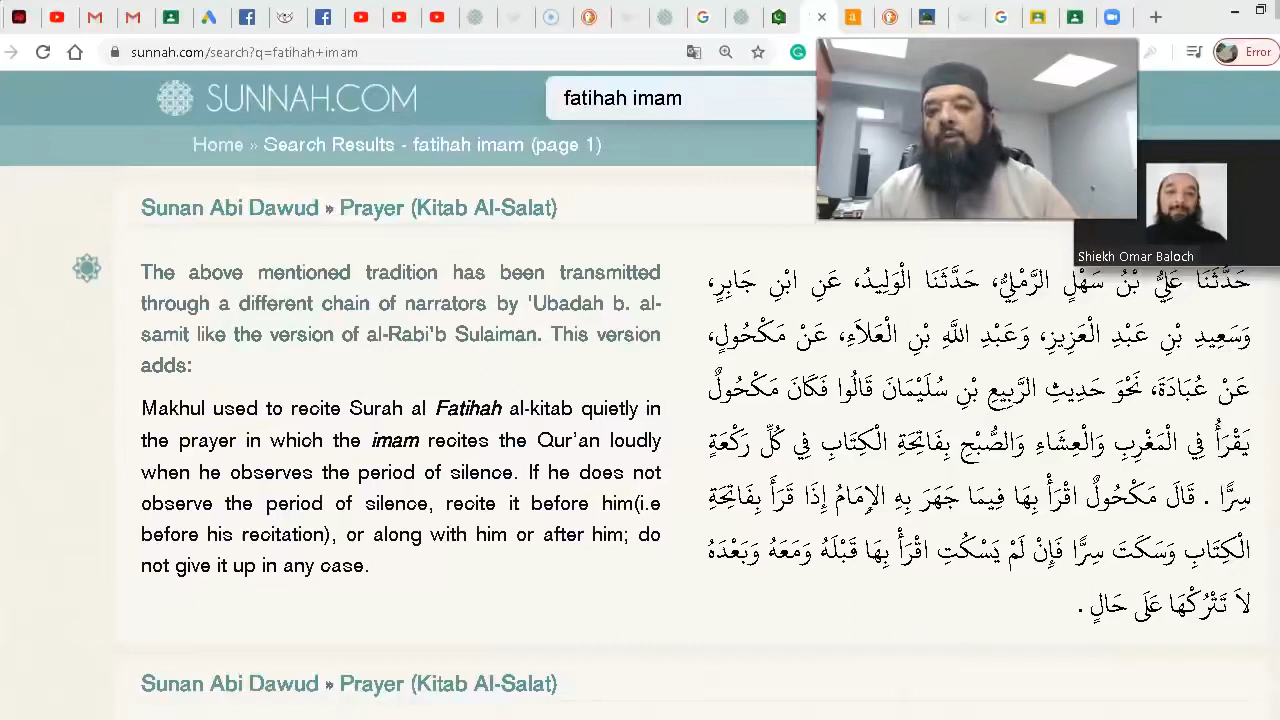 sunnah.com/search?q=fatihah+imam
Error
SUNNAH.COM
fatihah imam
Home » Search Results - fatihah imam (page 1)
Sunan Abi Dawud » Prayer (Kitab Al-Salat)
Shiekh Omar Baloch
The above mentioned tradition has been transmitted
through a different chain of narrators by 'Ubadah b. al-
samit like the version of al-Rabi'b Sulaiman. This version
adds:
Makhul used to recite Surah al Fatihah al-kitab quietly in
the prayer in which the imam recites the Qur'an loudly
when he observes the period of silence. If he does not
observe the period of silence, recite it before him(i.e
before his recitation), or along with him or after him; do
not give it up in any case.
حَدَّثَنَا عَلِيُّ بْنُ سَهْلٍ الرَّمْلِيُّ، حَدَّثَنَا الْوَلِيدُ، عَنِ ابْنِ جَابِرٍ،
وَسَعِيدِ بْنِ عَبْدِ الْعَزِيزِ، وَعَبْدِ اللَّهِ بْنِ الْعَلاَءِ، عَنْ مَكْحُولٍ،
عَنْ عُبَادَةَ، نَحْوَ حَدِيثِ الرَّبِيعِ بْنِ سُلَيْمَانَ قَالُوا فَكَانَ مَكْحُولٌ
يَقْرَأُ فِي الْمَغْرِبِ وَالْعِشَاءِ وَالصُّبْحِ بِفَاتِحَةِ الْكِتَابِ فِي كُلِّ رَكْعَةٍ
سِرًّا . قَالَ مَكْحُولٌ اقْرَأْ بِهَا فِيمَا جَهَرَ بِهِ الإِمَامُ إِذَا قَرَأَ بِفَاتِحَةِ
الْكِتَابِ وَسَكَتَ سِرًّا فَإِنْ لَمْ يَسْكُتِ اقْرَأْ بِهَا قَبْلَهُ وَمَعَهُ وَبَعْدَهُ
لاَ تَتْرُكْهَا عَلَى حَالٍ .
Sunan Abi Dawud » Prayer (Kitab Al-Salat)